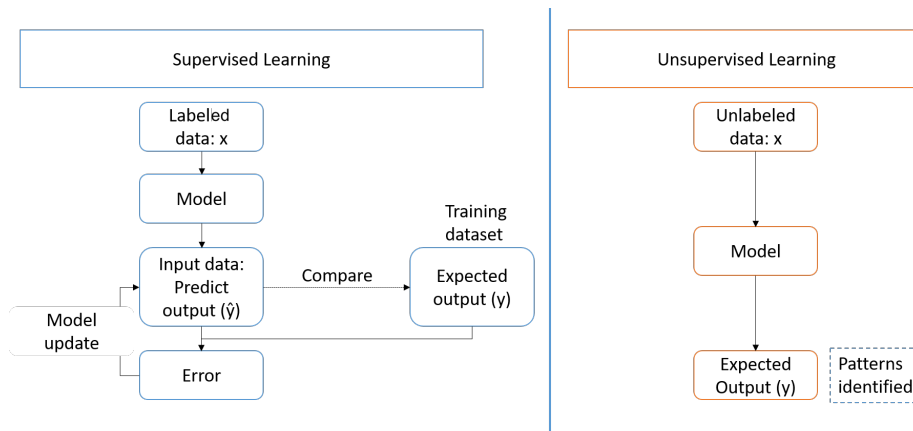 Supervised Learning
Labeled
data: x
Model
Input data:
Predict
output (ŷ)
Compare
Training
dataset
Expected
output (y)
Model
update
Error
Unsupervised Learning
Unlabeled
data: x
Model
Expected
Output (y)
Patterns
identified